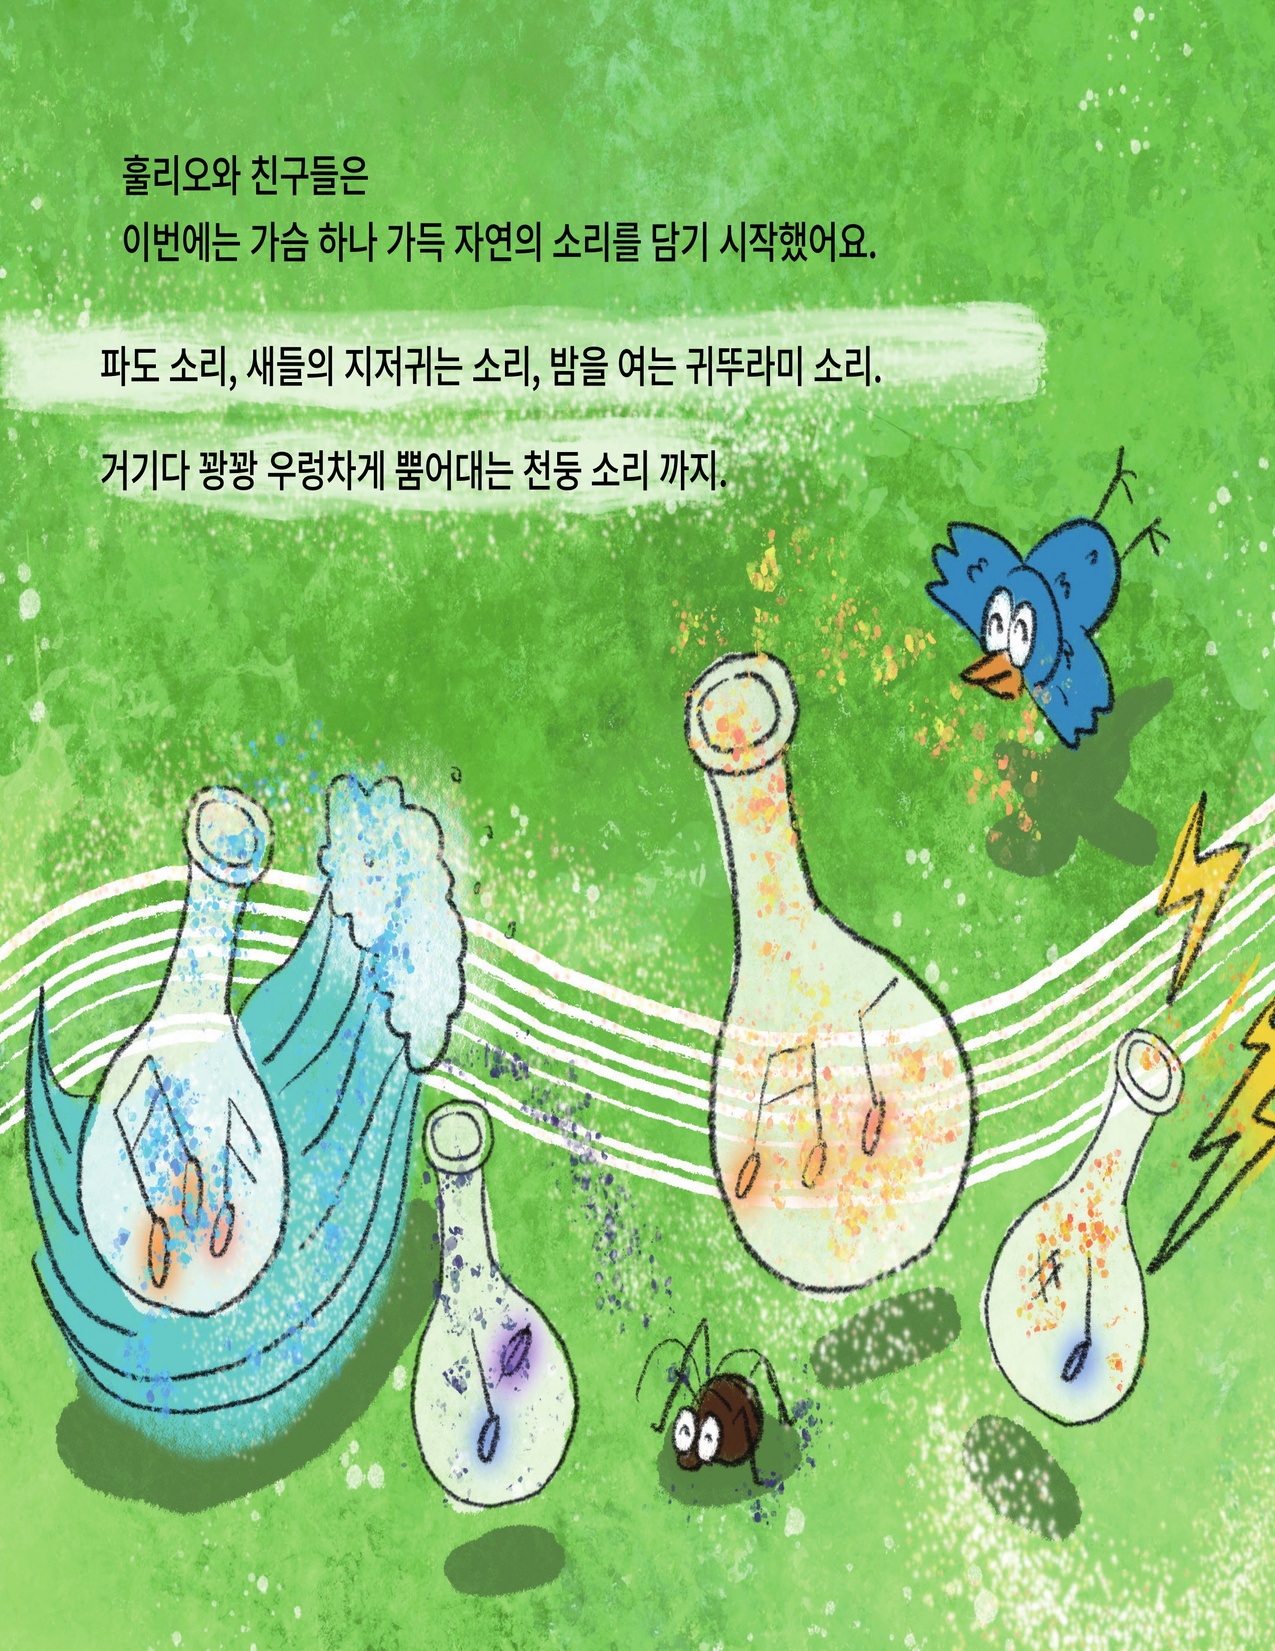 훌리오와 친구들은
이번에는 가슴 하나 가득 자연의 소리를 담기 시작했어요.
파도 소리, 새들의 지저귀는 소리, 밤을 여는 귀뚜라미 소리.
거기다 꽝꽝 우렁차게 뿜어대는 천둥 소리 까지.